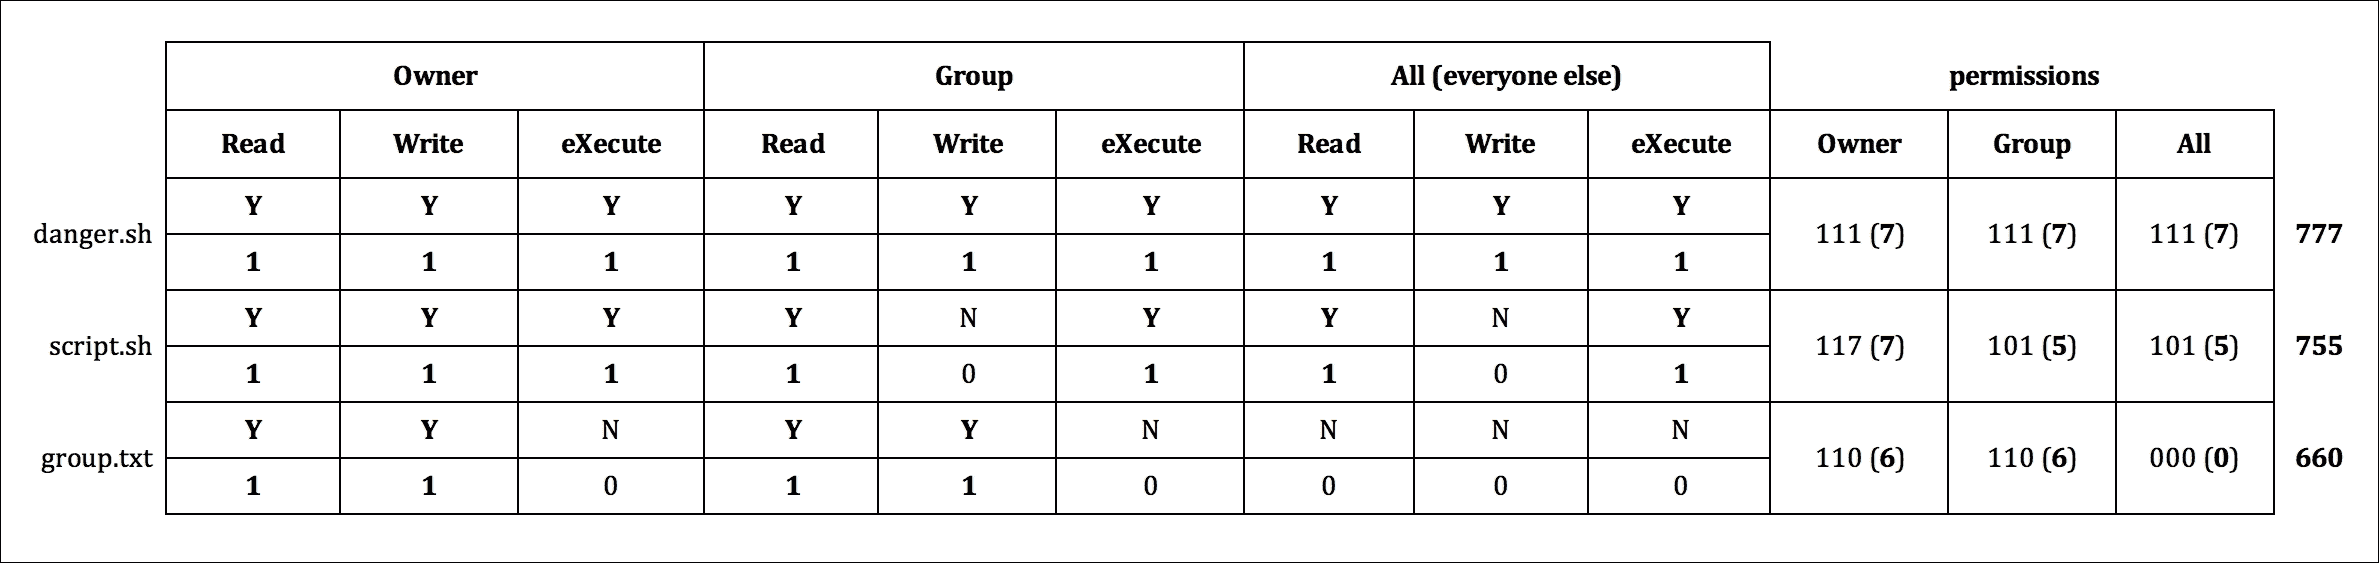 Owner Group All (everyone else) permissions
Read Write eXecute Read Write eXecute Read Write eXecute Owner Group All
Y Y Y Y Y Y Y Y Y
danger.sh 111 (7) 111 (7) 111 (7) 777
1 1 1 1 1 1 1 1 1
Y Y Y Y N Y Y N Y
script.sh 117 (7) 101 (5) 101 (5) 755
1 1 1 1 0 1 1 0 1
Y Y N Y Y N N N N
group.txt 110 (6) 110 (6) 000 (0) 660
1 1 0 1 1 0 0 0 0